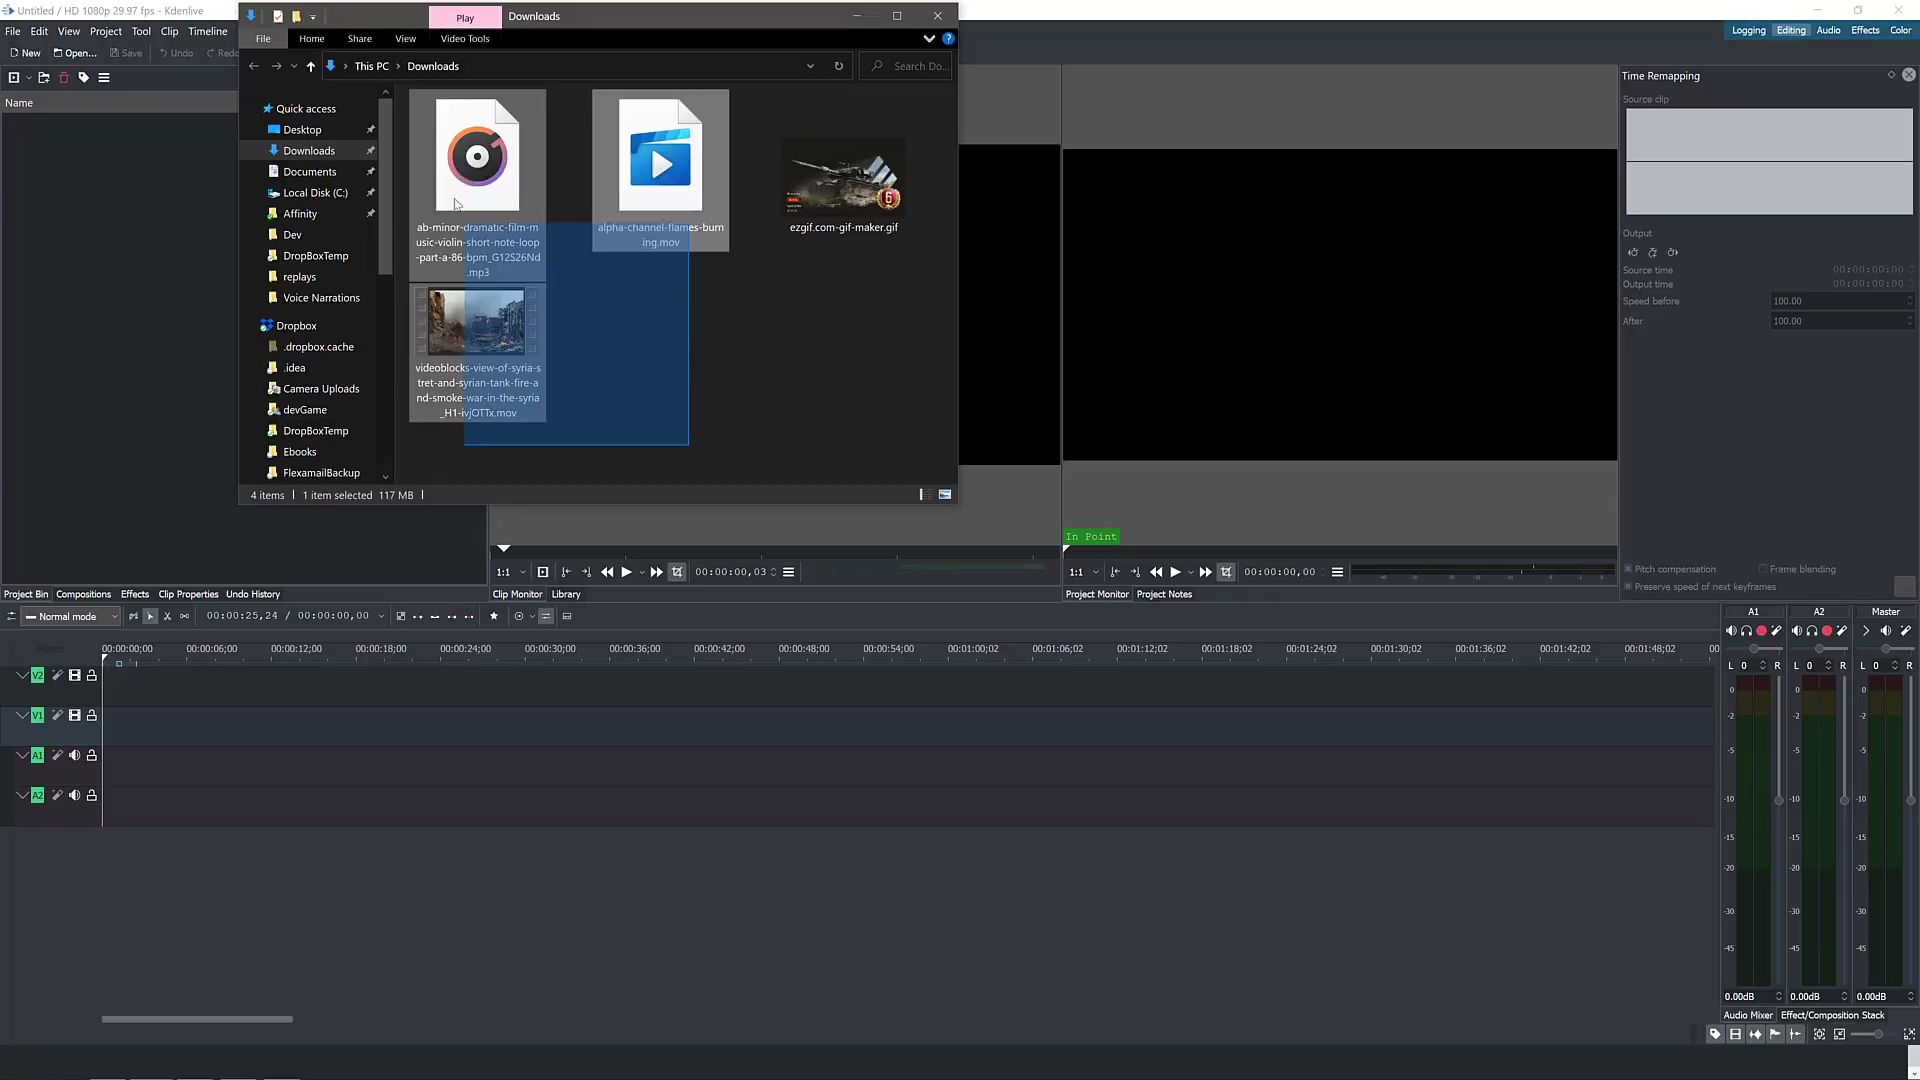 Untitled / HD 1080p 29.97 fps - Kdenlive
File Edit View Project Tool Clip Timeline
Logging Editing Audio Effects Color
New Open... Save Undo Redo
Name
Play Downloads
File Home Share View Video Tools
This PC Downloads
Search Do...
Quick access
Desktop
Downloads
Documents
Local Disk (C:)
Affinity
Dev
DropBoxTemp
replays
Voice Narrations
Dropbox
.dropbox.cache
.idea
Camera Uploads
devGame
DropBoxTemp
Ebooks
FlexamailBackup
ab-minor-dramatic-film-m
usic-violin-short-note-loop
-part-a-86-bpm_G12S26Nd
.mp3
alpha-channel-flames-burn
ing.mov
6
ezgif.com-gif-maker.gif
videoblocks-view-of-syria-s
tret-and-syrian-tank-fire-a
nd-smoke-war-in-the-syria
_H1-ivjOTTx.mov
4 items 1 item selected 117 MB
Time Remapping
Source clip
Output
Source time 00:00:00:00
Output time 00:00:00:00
Speed before 100.00
After 100.00
Pitch compensation Frame blending
Preserve speed of next keyframes
In Point
1:1 00:00:00,03
1:1 00:00:00,00
Project Bin Compositions Effects Clip Properties Undo History
Clip Monitor Library
Project Monitor Project Notes
Normal mode 00:00:25,24 / 00:00:00,00
Master
00:00:00;00 00:00:06;00 00:00:12;00 00:00:18;00 00:00:24;00 00:00:30;00 00:00:36;00 00:00:42;00 00:00:48;00 00:00:54;00 00:01:00;02 00:01:06;02 00:01:12;02 00:01:18;02 00:01:24;02 00:01:30;02 00:01:36;02 00:01:42;02 00:01:48;02 00
V2
V1
A1
A2
A1 A2 Master
L 0 R L 0 R L 0 R
0 0 0
-2 -2 -2
-5 -5 -5
-10 -10 -10
-15 -15 -15
-20 -20 -20
-30 -30 -30
-45 -45 -45
0.00dB 0.00dB 0.00dB
Audio Mixer Effect/Composition Stack